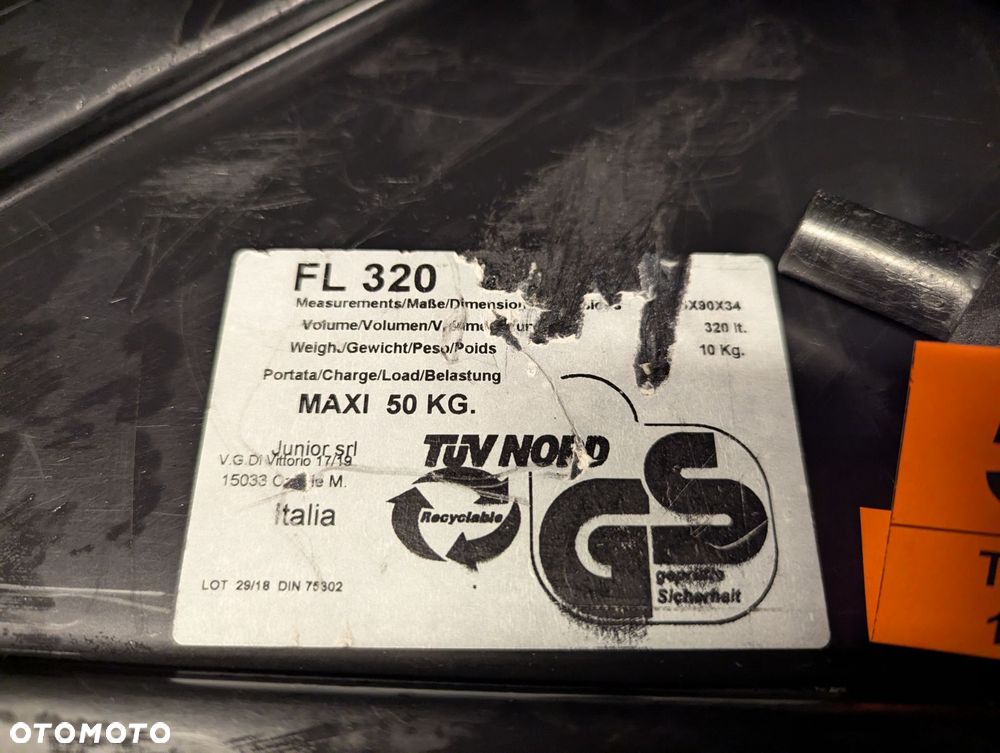 FL 320
Measurements/Maße/Dimension X90X34
Volume/Volumen/V 320 lt.
Weigh./Gewicht/Peso/Poids 10 Kg.
Portata/Charge/Load/Belastung
MAXI 50 KG.
TÜV NORD
Junior srl
V.G.Di Vittorio 17/19
15033 M.
Italia
Recyclable
GS
geprüfte
Sicherheit
LOT 29/18 DIN 75302
OTOMOTO